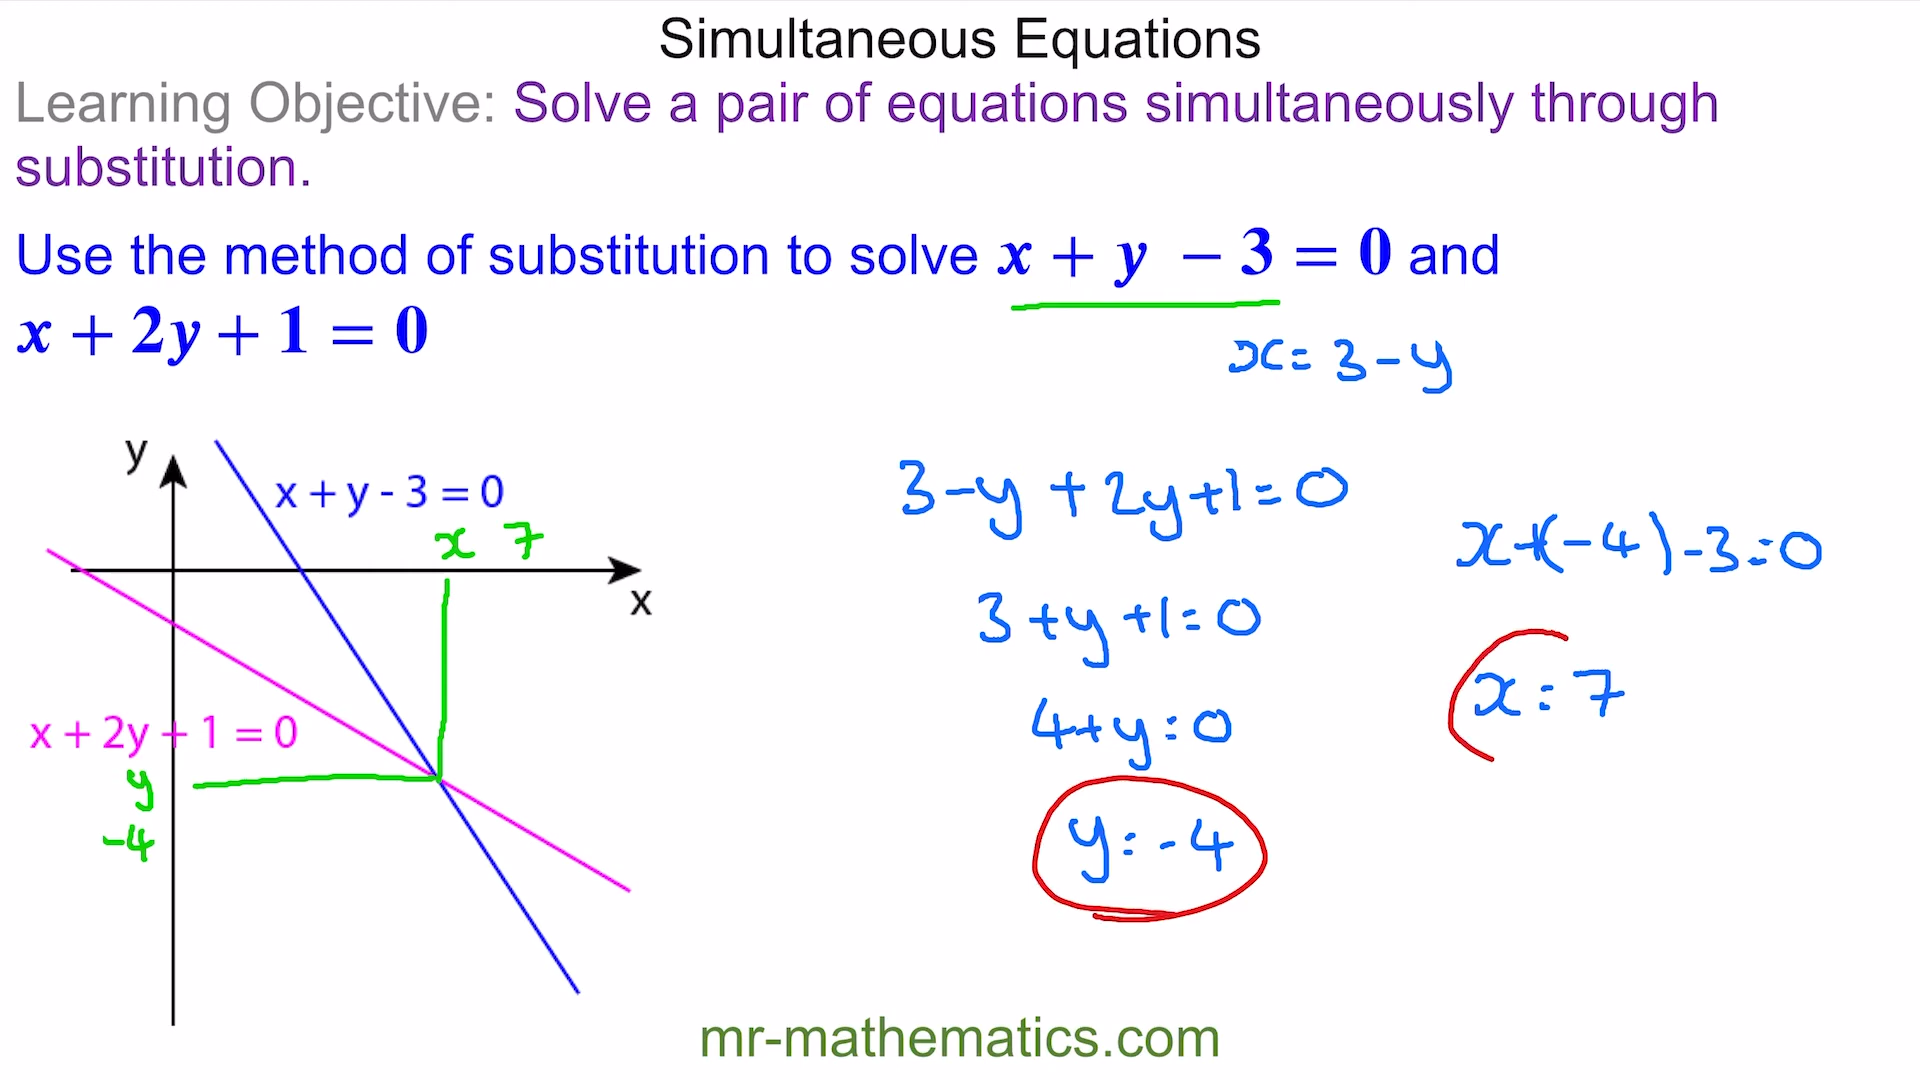 Simultaneous Equations
Learning Objective: Solve a pair of equations simultaneously through
substitution.
Use the method of substitution to solve x + y − 3 = 0 and
x + 2y + 1 = 0
x = 3 - y
y
x + y - 3 = 0
x 7
x
x + 2y + 1 = 0
y
-4
3 - y + 2y + 1 = 0
3 + y + 1 = 0
4 + y = 0
y = -4
x + (-4) - 3 = 0
x = 7
mr-mathematics.com